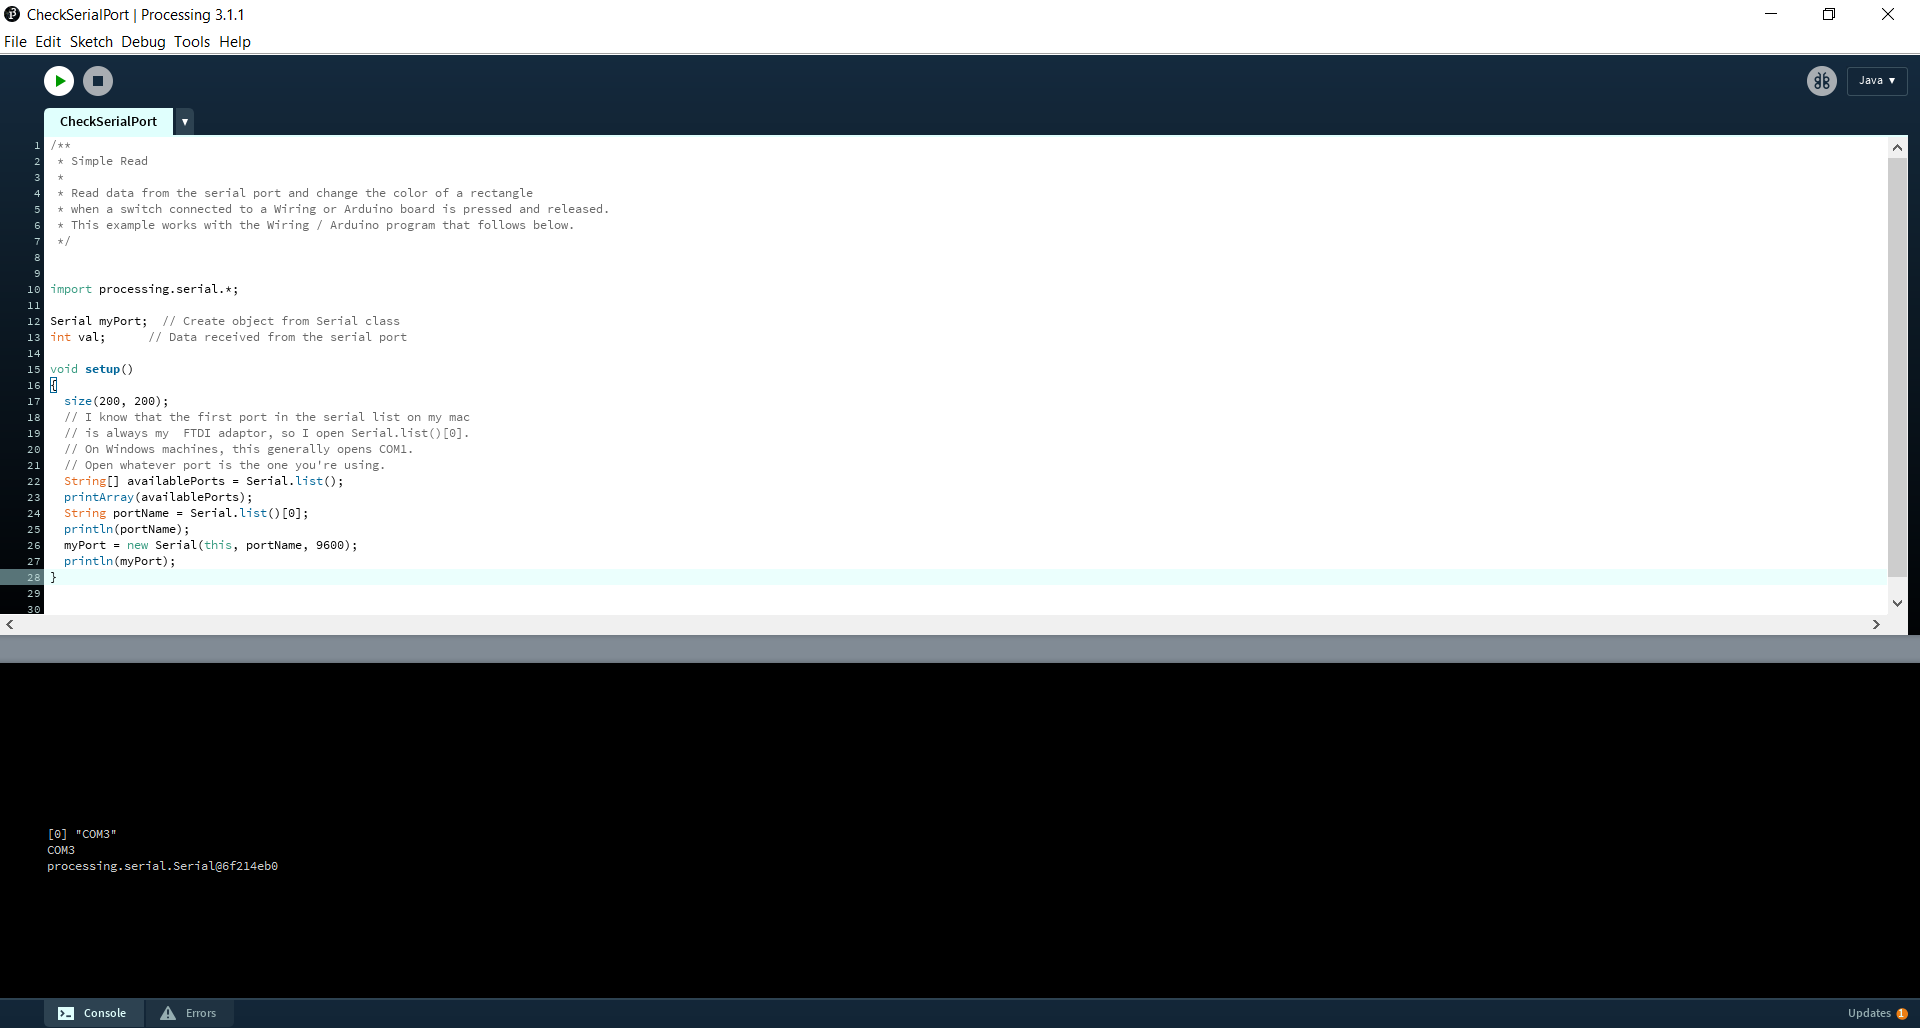 CheckSerialPort | Processing 3.1.1
File Edit Sketch Debug Tools Help
Java ▼
CheckSerialPort ▼
1 /**
2  * Simple Read
3  *
4  * Read data from the serial port and change the color of a rectangle
5  * when a switch connected to a Wiring or Arduino board is pressed and released.
6  * This example works with the Wiring / Arduino program that follows below.
7  */
8
9
10 import processing.serial.*;
11
12 Serial myPort;  // Create object from Serial class
13 int val;      // Data received from the serial port
14
15 void setup()
16 {
17   size(200, 200);
18   // I know that the first port in the serial list on my mac
19   // is always my  FTDI adaptor, so I open Serial.list()[0].
20   // On Windows machines, this generally opens COM1.
21   // Open whatever port is the one you're using.
22   String[] availablePorts = Serial.list();
23   printArray(availablePorts);
24   String portName = Serial.list()[0];
25   println(portName);
26   myPort = new Serial(this, portName, 9600);
27   println(myPort);
28 }
29
30
[0] "COM3"
COM3
processing.serial.Serial@6f214eb0
Console Errors Updates 1